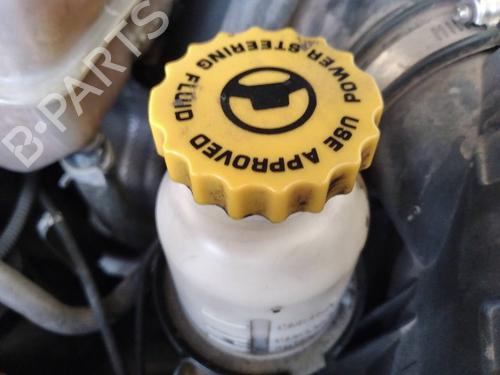 USE APPROVED
POWER STEERING FLUID
B-PARTS